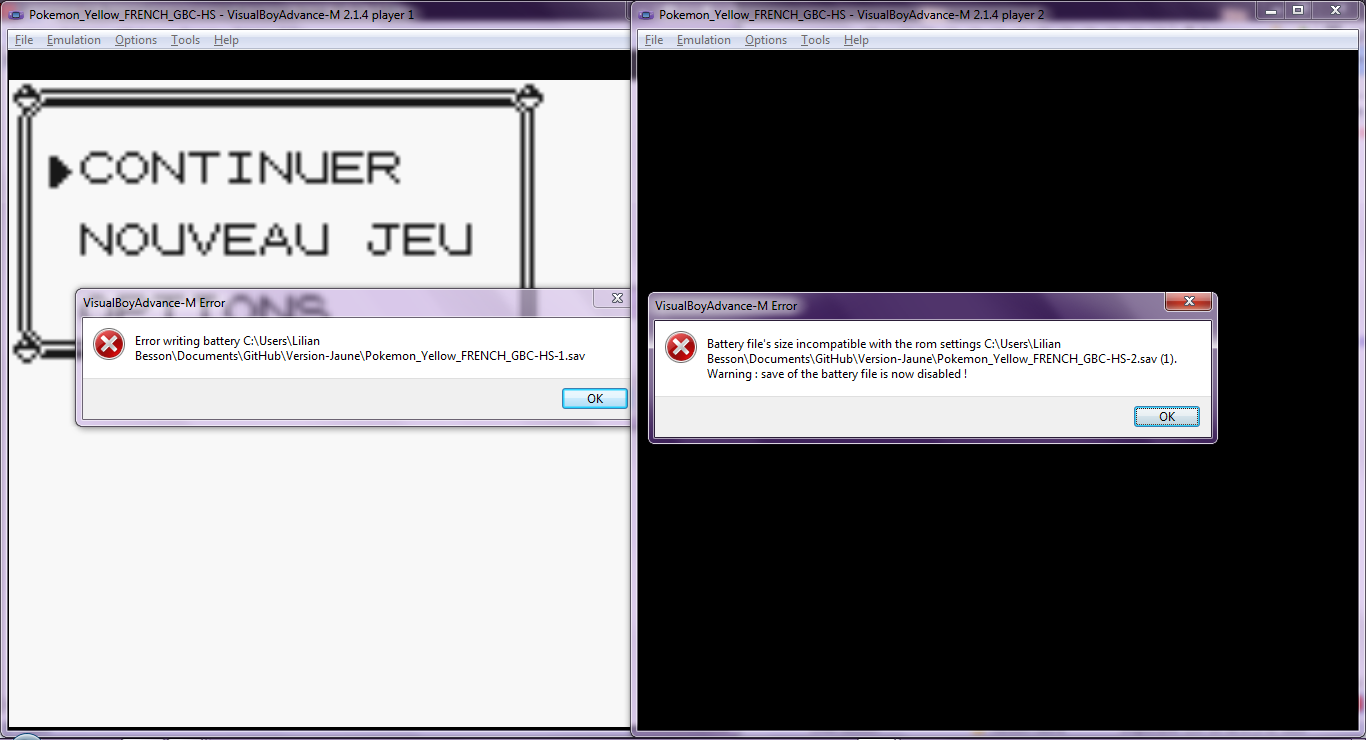 Pokemon_Yellow_FRENCH_GBC-HS - VisualBoyAdvance-M 2.1.4 player 1
File Emulation Options Tools Help
CONTINUER
NOUVEAU JEU
OPTIONS
VisualBoyAdvance-M Error
Error writing battery C:\Users\Lilian
Besson\Documents\GitHub\Version-Jaune\Pokemon_Yellow_FRENCH_GBC-HS-1.sav
OK
Pokemon_Yellow_FRENCH_GBC-HS - VisualBoyAdvance-M 2.1.4 player 2
File Emulation Options Tools Help
VisualBoyAdvance-M Error
Battery file's size incompatible with the rom settings C:\Users\Lilian
Besson\Documents\GitHub\Version-Jaune\Pokemon_Yellow_FRENCH_GBC-HS-2.sav (1).
Warning : save of the battery file is now disabled !
OK